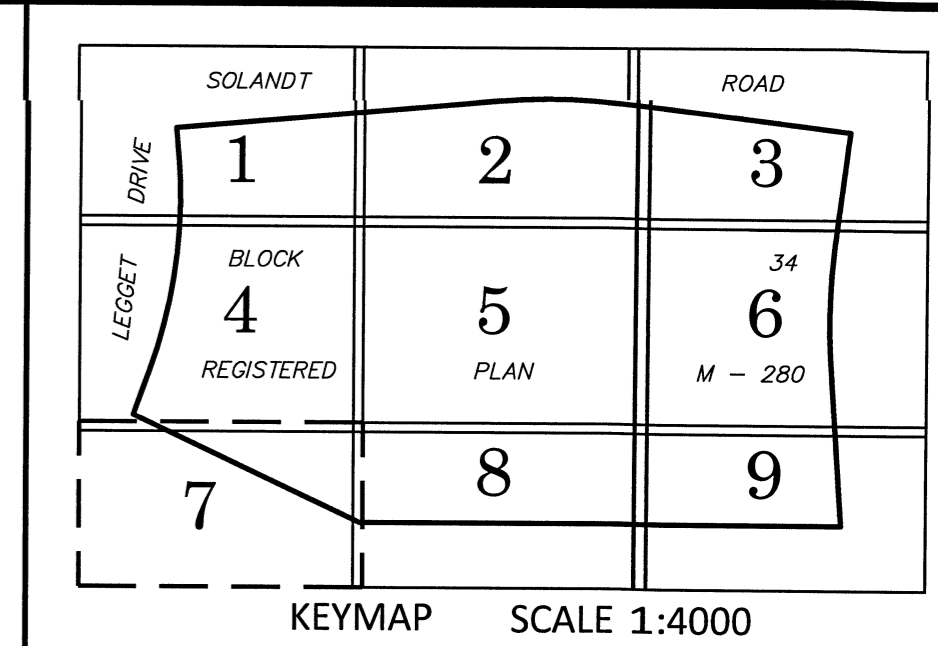 SOLANDT ROAD
DRIVE
1 2 3
LEGGET
BLOCK 34
4 5 6
REGISTERED PLAN M - 280
7 8 9
KEYMAP SCALE 1:4000